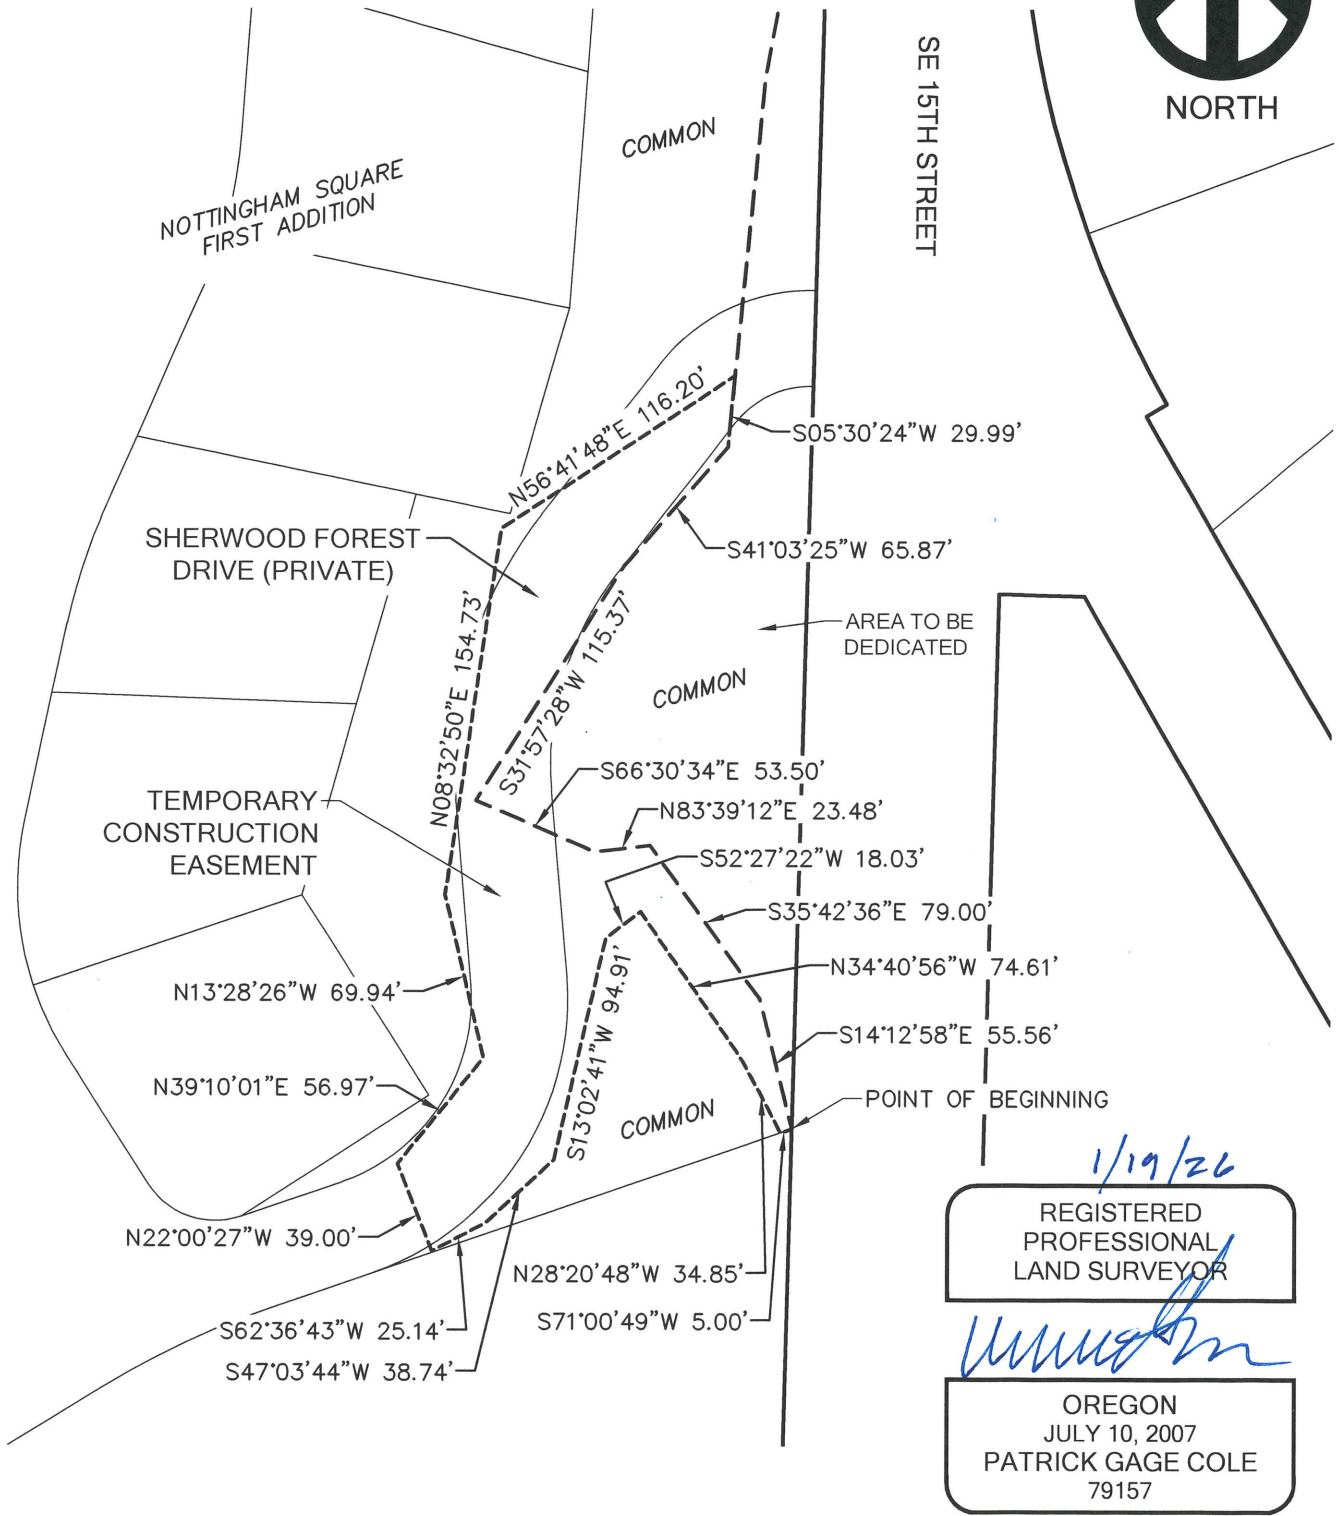 NORTH
SE 15TH STREET
COMMON
NOTTINGHAM SQUARE
FIRST ADDITION
N56°41'48"E 116.20'
S05°30'24"W 29.99'
SHERWOOD FOREST
DRIVE (PRIVATE)
S41°03'25"W 65.87'
N08°32'50"E 154.73'
S31°57'28"W 115.37'
AREA TO BE
DEDICATED
COMMON
S66°30'34"E 53.50'
TEMPORARY
CONSTRUCTION
EASEMENT
N83°39'12"E 23.48'
S52°27'22"W 18.03'
S35°42'36"E 79.00'
N34°40'56"W 74.61'
N13°28'26"W 69.94'
S13°02'41"W 94.91'
S14°12'58"E 55.56'
N39°10'01"E 56.97'
COMMON
POINT OF BEGINNING
N22°00'27"W 39.00'
N28°20'48"W 34.85'
S71°00'49"W 5.00'
S62°36'43"W 25.14'
S47°03'44"W 38.74'
1/19/26
REGISTERED
PROFESSIONAL
LAND SURVEYOR
OREGON
JULY 10, 2007
PATRICK GAGE COLE
79157